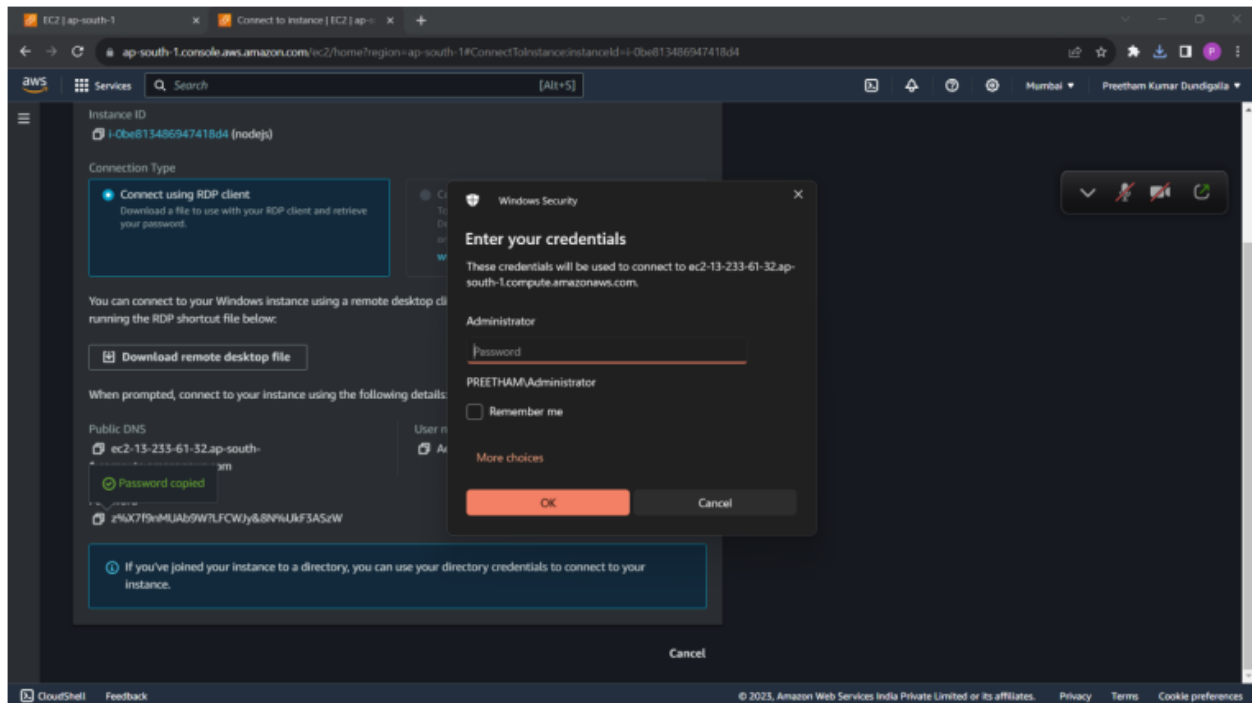 EC2 | ap-south-1
Connect to instance | EC2 | ap-s
ap-south-1.console.aws.amazon.com/ec2/home?region=ap-south-1#ConnectToInstance:instanceId=i-0be813486947418d4
P
aws
Services
Search
[Alt+S]
Mumbai
Preetham Kumar Dundigalla
Instance ID
i-0be813486947418d4 (nodejs)
Connection Type
Connect using RDP client
Download a file to use with your RDP client and retrieve
your password.
You can connect to your Windows instance using a remote desktop cli
running the RDP shortcut file below:
Download remote desktop file
When prompted, connect to your instance using the following details:
Public DNS
ec2-13-233-61-32.ap-south-
User n
Password copied
If you've joined your instance to a directory, you can use your directory credentials to connect to your
instance.
Cancel
Windows Security
Enter your credentials
These credentials will be used to connect to ec2-13-233-61-32.ap-
south-1.compute.amazonaws.com.
Administrator
Password
PREETHAM\Administrator
Remember me
More choices
OK
Cancel
CloudShell
Feedback
© 2023, Amazon Web Services India Private Limited or its affiliates.
Privacy
Terms
Cookie preferences